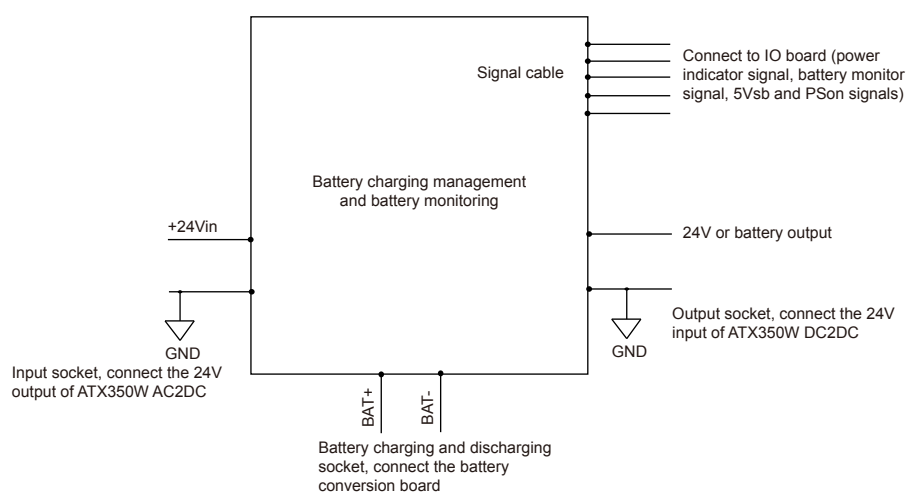 Signal cable
Connect to IO board (power
indicator signal, battery monitor
signal, 5Vsb and PSon signals)
Battery charging management
and battery monitoring
+24Vin
24V or battery output
GND
Input socket, connect the 24V
output of ATX350W AC2DC
Output socket, connect the 24V
input of ATX350W DC2DC
GND
BAT+
BAT-
Battery charging and discharging
socket, connect the battery
conversion board